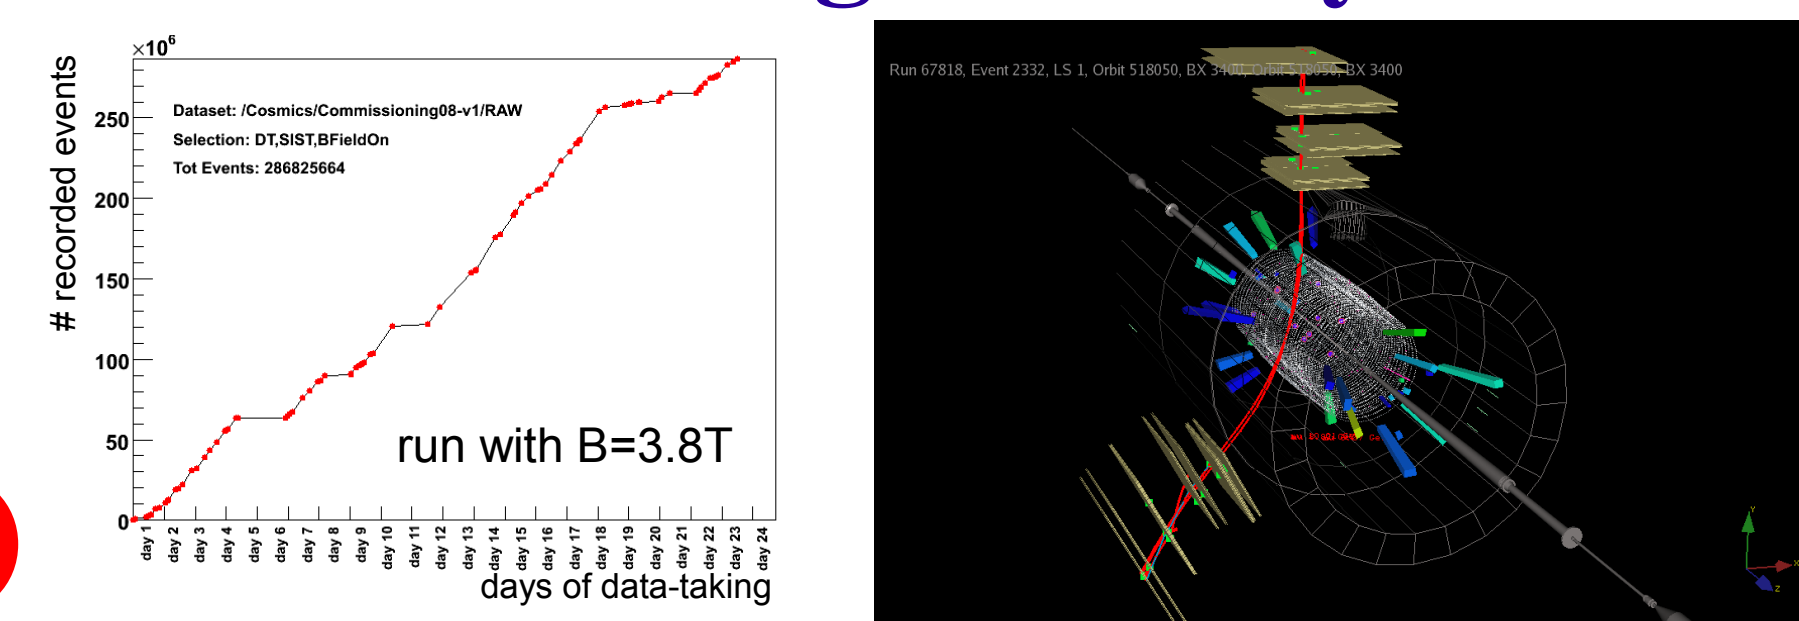 ×10⁶
# recorded events
250
200
150
100
50
0
Dataset: /Cosmics/Commissioning08-v1/RAW
Selection: DT,SIST,BFieldOn
Tot Events: 286825664
run with B=3.8T
day 1
day 2
day 3
day 4
day 5
day 6
day 7
day 8
day 9
day 10
day 11
day 12
day 13
day 14
day 15
day 16
day 17
day 18
day 19
day 20
day 21
day 22
day 23
day 24
days of data-taking
Run 67818, Event 2332, LS 1, Orbit 518050, BX 3400, Orbit 518050, BX 3400
Y
X
Z